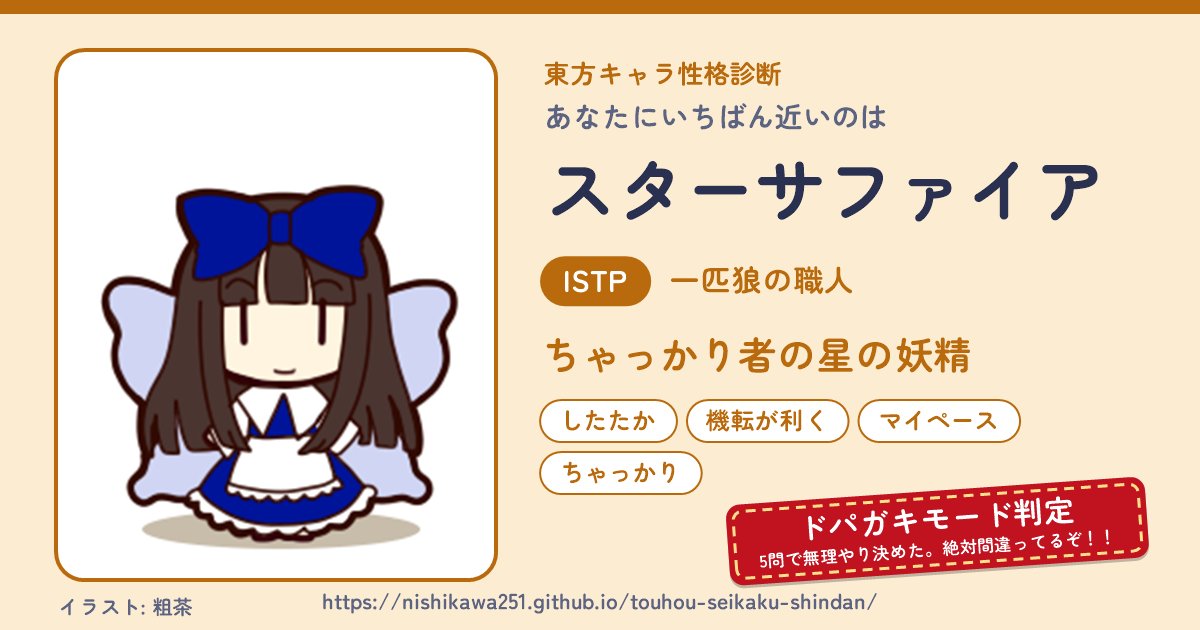 東方キャラ性格診断
あなたにいちばん近いのは
スターサファイア
ISTP 一匹狼の職人
ちゃっかり者の星の妖精
したたか 機転が利く マイペース
ちゃっかり
ドパガキモード判定
5問で無理やり決めた。絶対間違ってるぞ!!
イラスト: 粗茶
https://nishikawa251.github.io/touhou-seikaku-shindan/